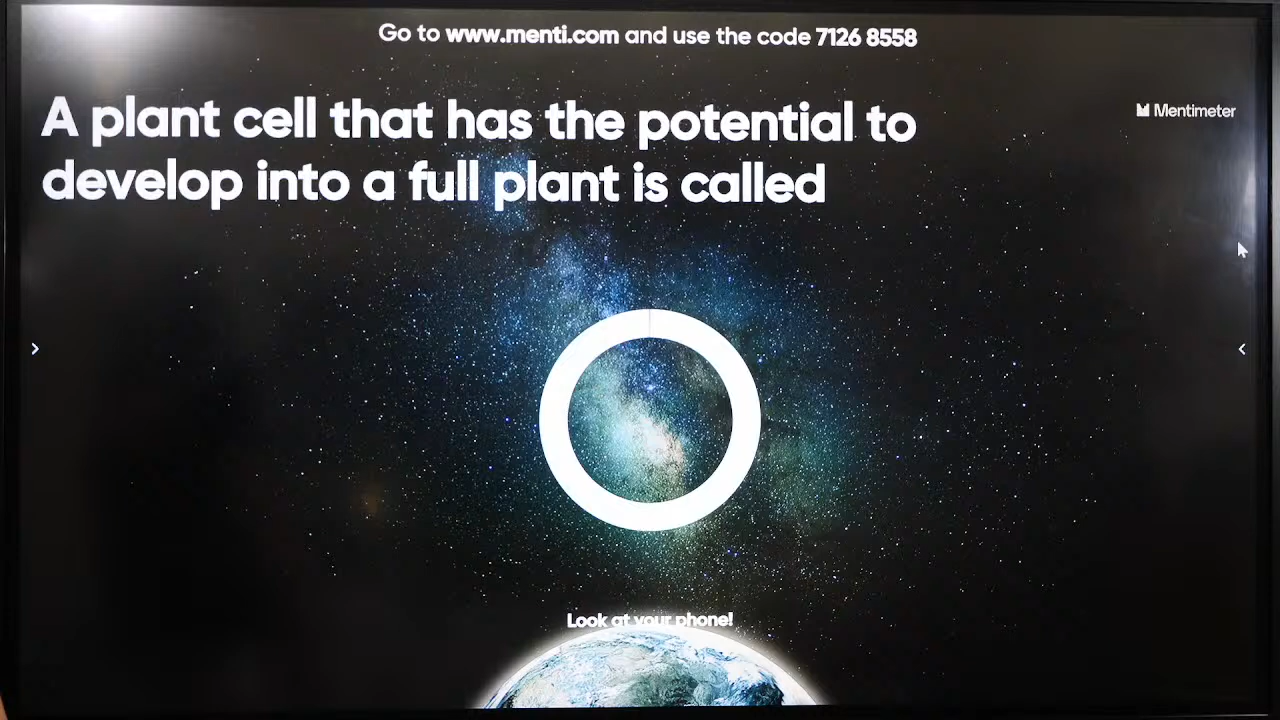 Go to www.menti.com and use the code 7126 8558
A plant cell that has the potential to
Mentimeter
develop into a full plant is called
Look at your phone!